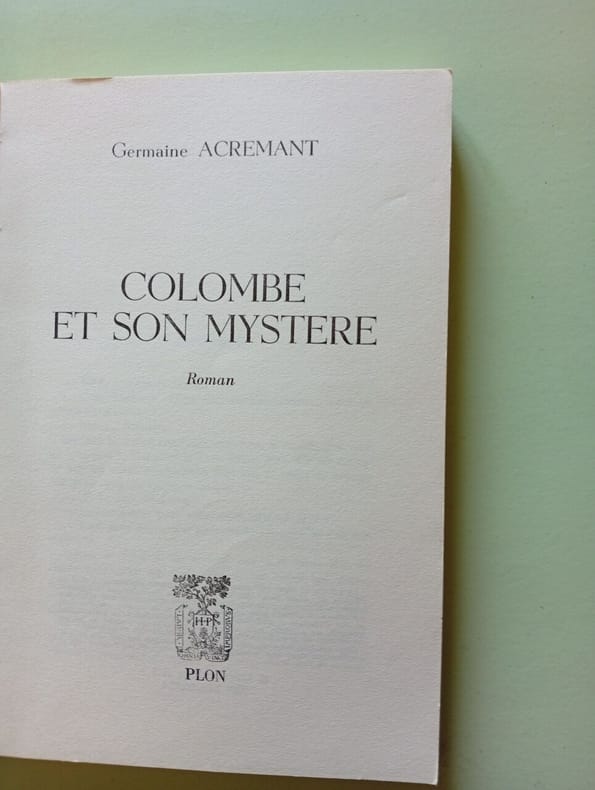 Germaine ACREMANT
COLOMBE
ET SON MYSTERE
Roman
H·P
PLON